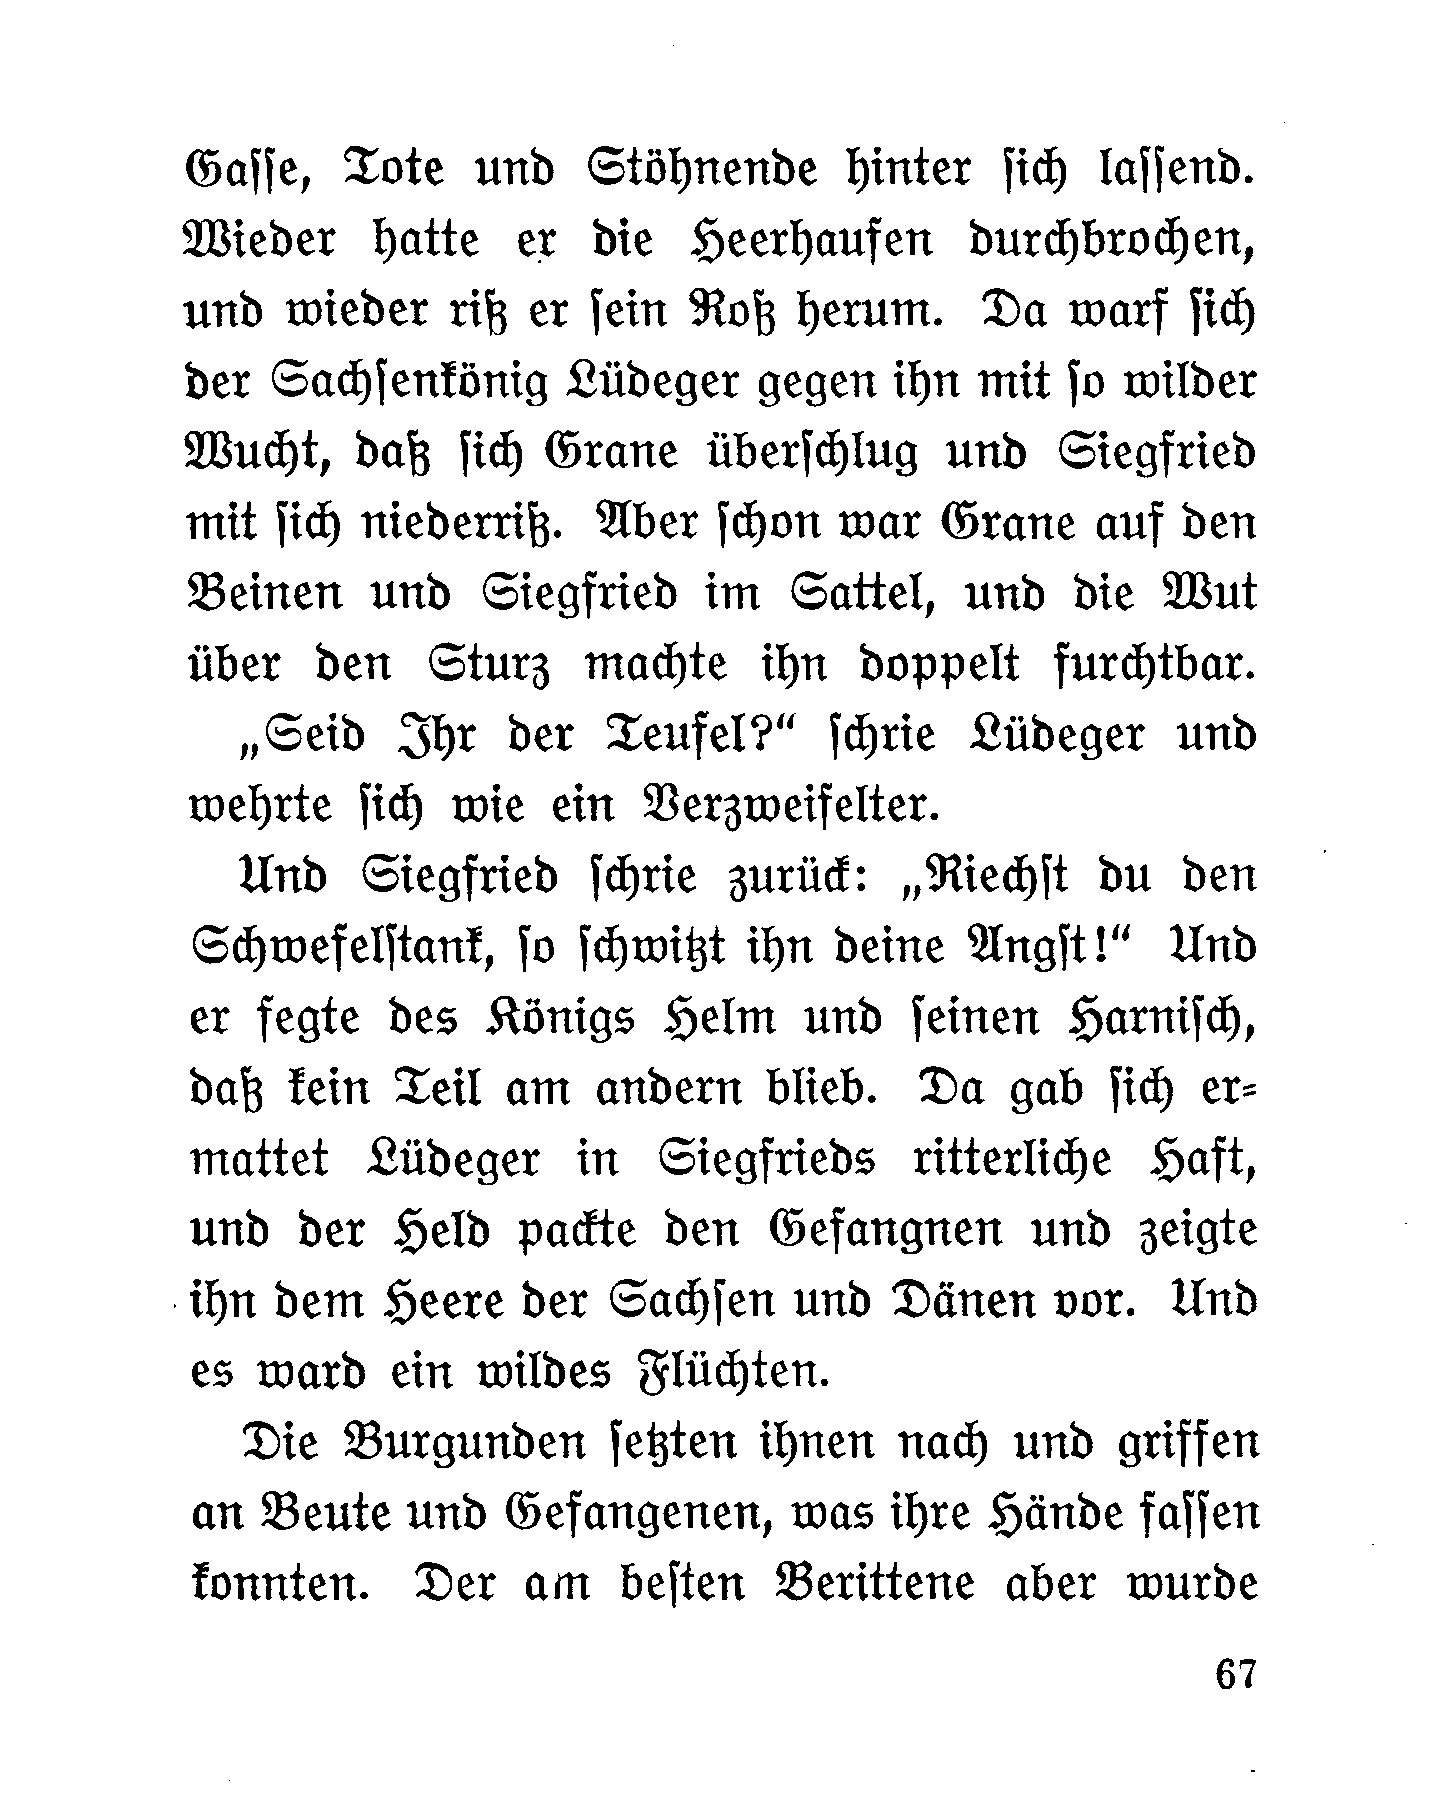 Gaſſe, Tote und Stöhnende hinter ſich laſſend.
Wieder hatte er die Heerhaufen durchbrochen,
und wieder riß er ſein Roß herum. Da warf ſich
der Sachſenkönig Lüdeger gegen ihn mit ſo wilder
Wucht, daß ſich Grane überſchlug und Siegfried
mit ſich niederriß. Aber ſchon war Grane auf den
Beinen und Siegfried im Sattel, und die Wut
über den Sturz machte ihn doppelt furchtbar.
„Seid Ihr der Teufel?“ ſchrie Lüdeger und
wehrte ſich wie ein Verzweifelter.
Und Siegfried ſchrie zurück: „Riechſt du den
Schwefelſtank, ſo ſchwitzt ihn deine Angſt!“ Und
er fegte des Königs Helm und ſeinen Harniſch,
daß kein Teil am andern blieb. Da gab ſich er⸗
mattet Lüdeger in Siegfrieds ritterliche Haft,
und der Held packte den Gefangnen und zeigte
ihn dem Heere der Sachſen und Dänen vor. Und
es ward ein wildes Flüchten.
Die Burgunden ſetzten ihnen nach und griffen
an Beute und Gefangenen, was ihre Hände faſſen
konnten. Der am beſten Berittene aber wurde
67